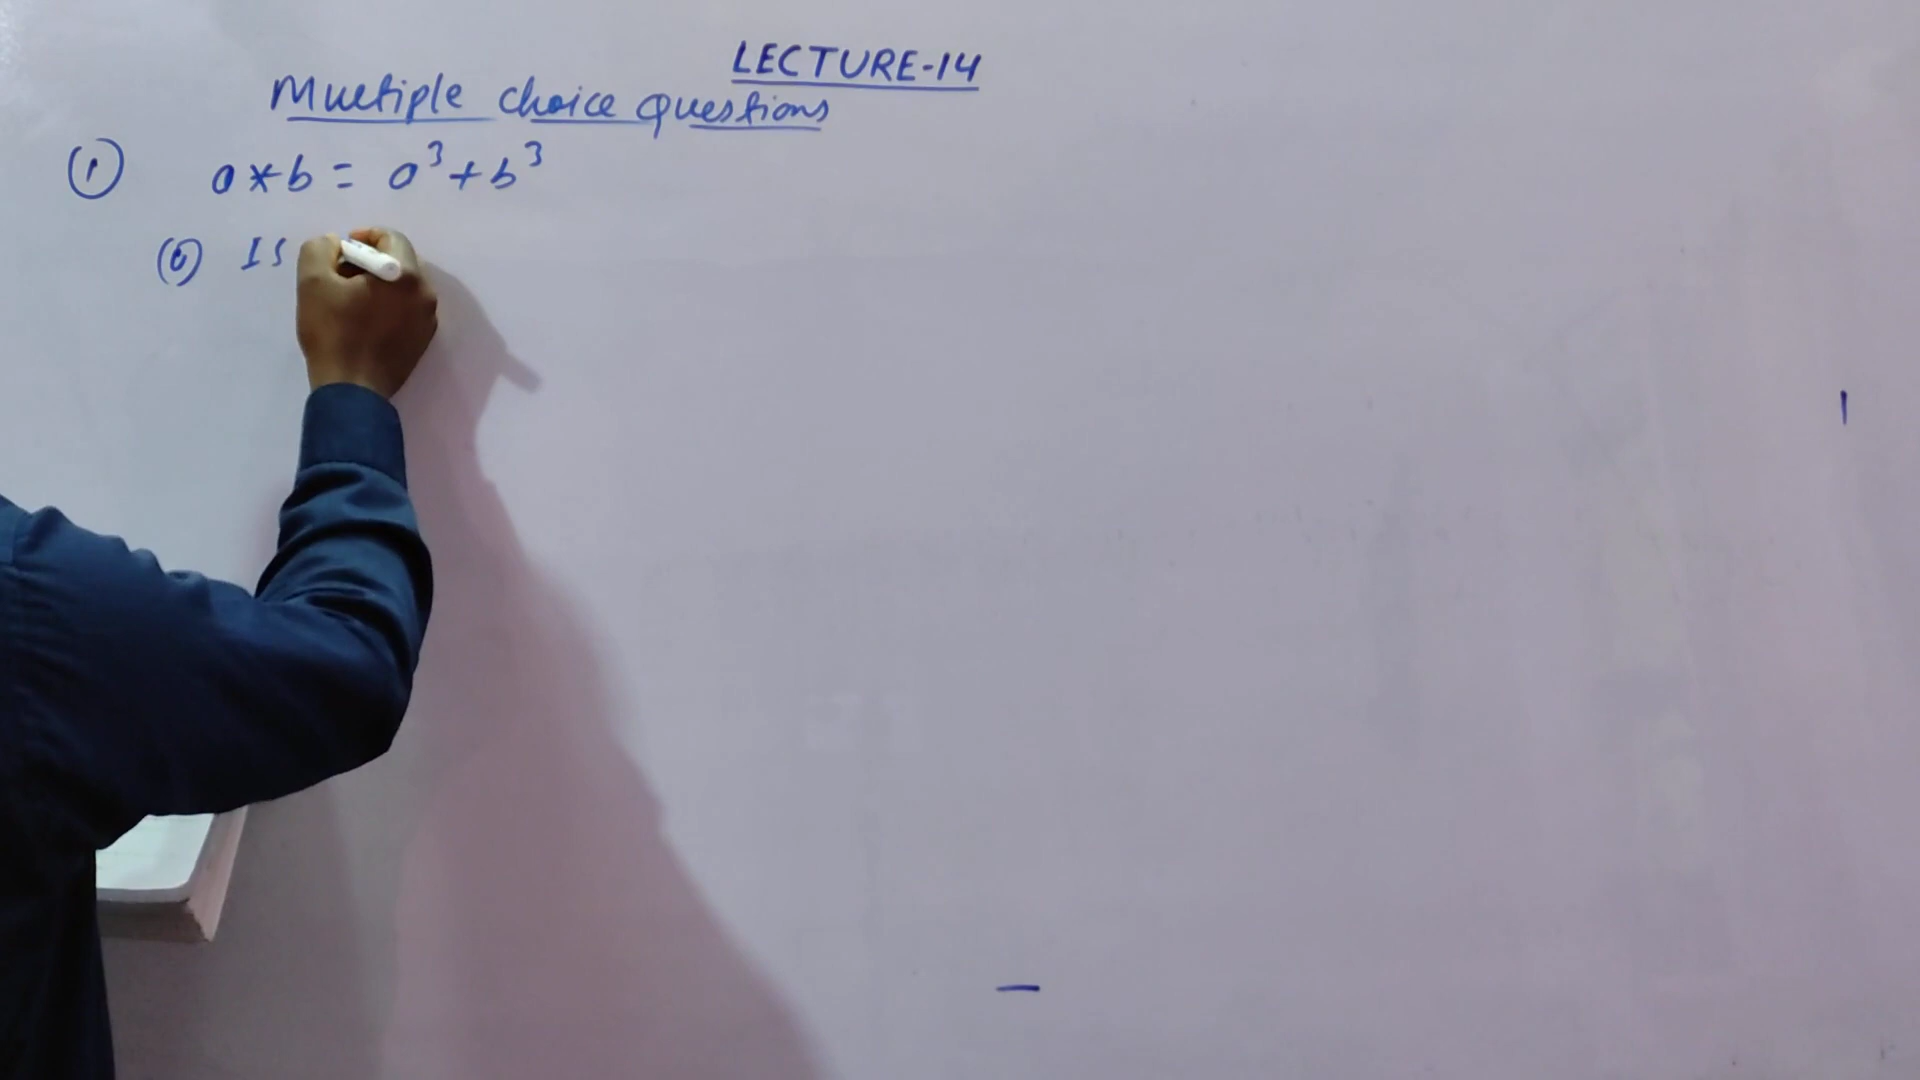 LECTURE-14
Multiple choice Questions
① a*b = a³+b³
Is